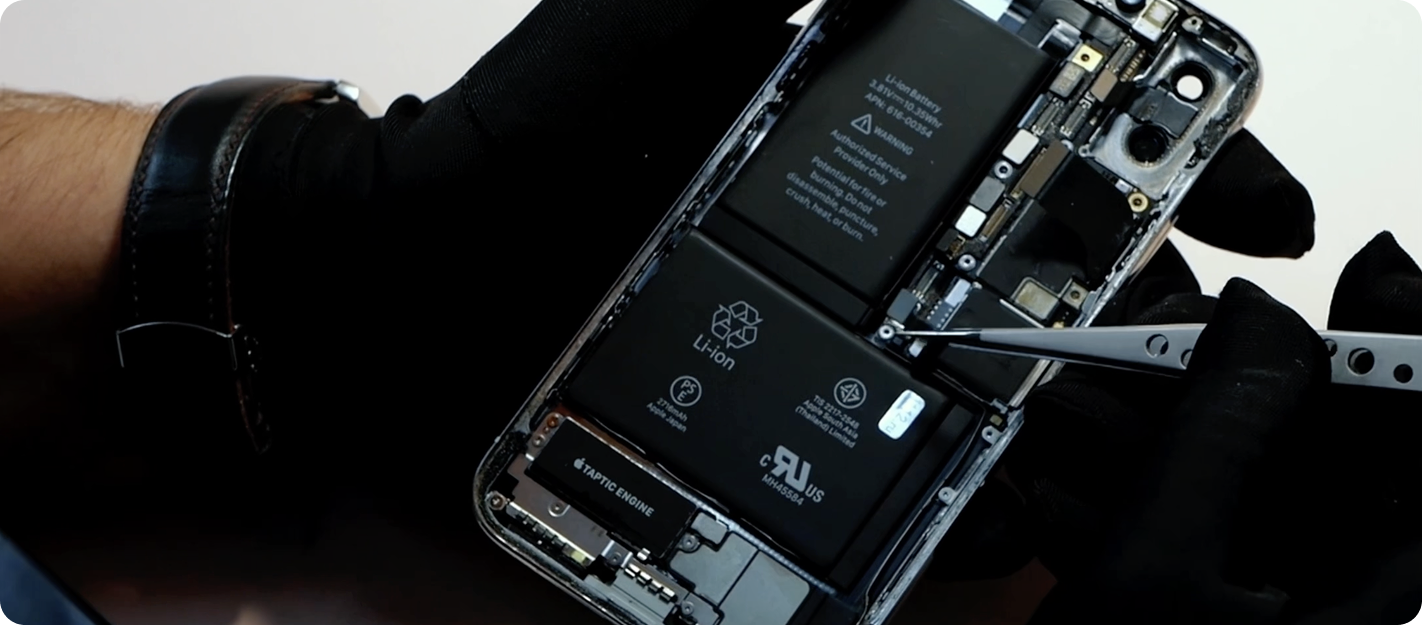 Li-ion Battery
3.81V⎓10.35Whr
APN: 616-00354
WARNING
Authorized Service
Provider Only
Potential for fire or
burning. Do not
disassemble, puncture,
crush, heat, or burn.
Li-ion
PS
E
2716mAh
Apple Japan
TIS 2217-2548
Apple South Asia
(Thailand) Limited
c RU US
MH45584
TAPTIC ENGINE